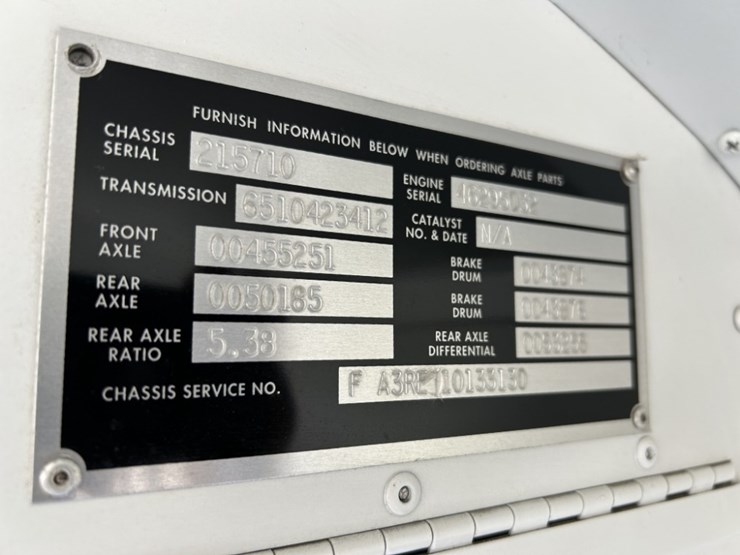 FURNISH INFORMATION BELOW WHEN ORDERING AXLE PARTS
CHASSIS SERIAL 215710
TRANSMISSION 6510423412
FRONT AXLE 00455251
REAR AXLE 0050185
REAR AXLE RATIO 5.38
ENGINE SERIAL
CATALYST NO. & DATE N/A
BRAKE DRUM
BRAKE DRUM
REAR AXLE DIFFERENTIAL
CHASSIS SERVICE NO. F